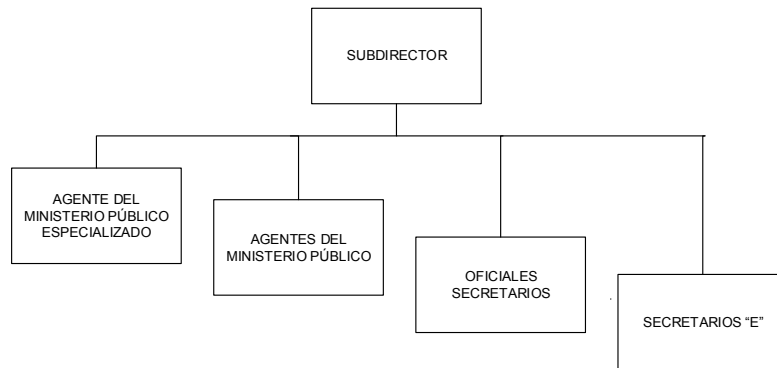 SUBDIRECTOR
AGENTE DEL
MINISTERIO PÚBLICO
ESPECIALIZADO
AGENTES DEL
MINISTERIO PÚBLICO
OFICIALES
SECRETARIOS
SECRETARIOS “E”